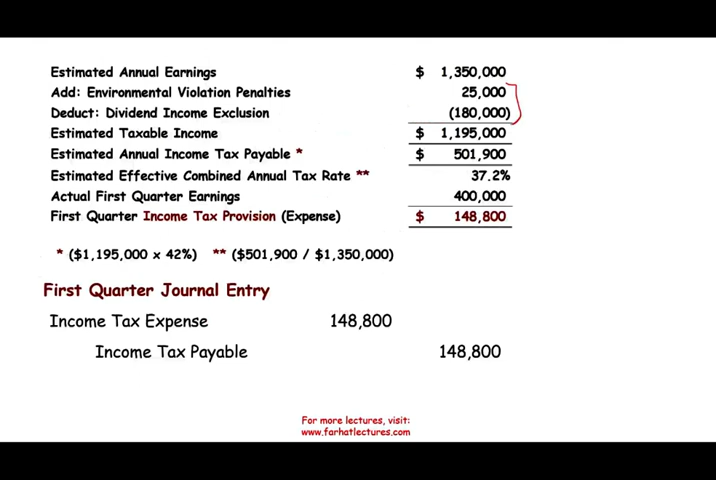 Estimated Annual Earnings $ 1,350,000
Add: Environmental Violation Penalties 25,000
Deduct: Dividend Income Exclusion (180,000)
Estimated Taxable Income $ 1,195,000
Estimated Annual Income Tax Payable * $ 501,900
Estimated Effective Combined Annual Tax Rate ** 37.2%
Actual First Quarter Earnings 400,000
First Quarter Income Tax Provision (Expense) $ 148,800
* ($1,195,000 x 42%) ** ($501,900 / $1,350,000)
First Quarter Journal Entry
Income Tax Expense 148,800
Income Tax Payable 148,800
For more lectures, visit:
www.farhatlectures.com